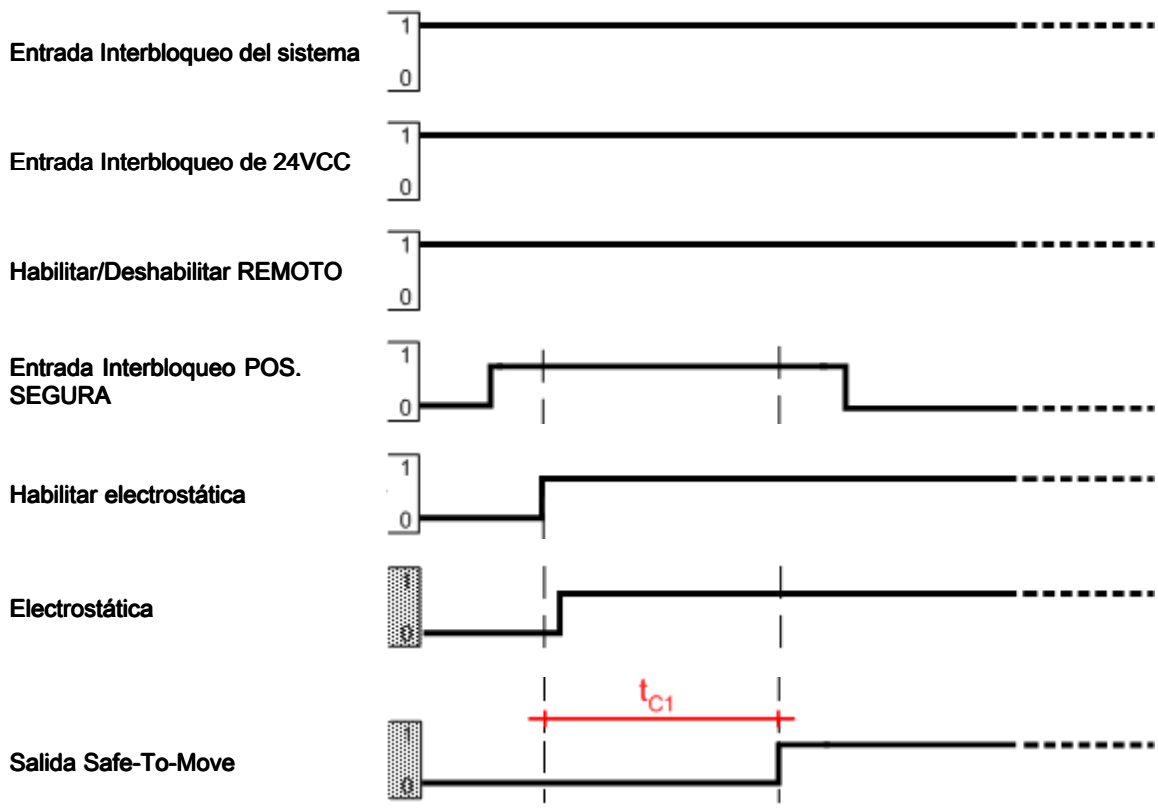 1
Entrada Interbloqueo del sistema
0
1
Entrada Interbloqueo de 24VCC
0
1
Habilitar/Deshabilitar REMOTO
0
1
Entrada Interbloqueo POS.
SEGURA
0
1
Habilitar electrostática
0
1
Electrostática
0
tC1
1
Salida Safe-To-Move
0